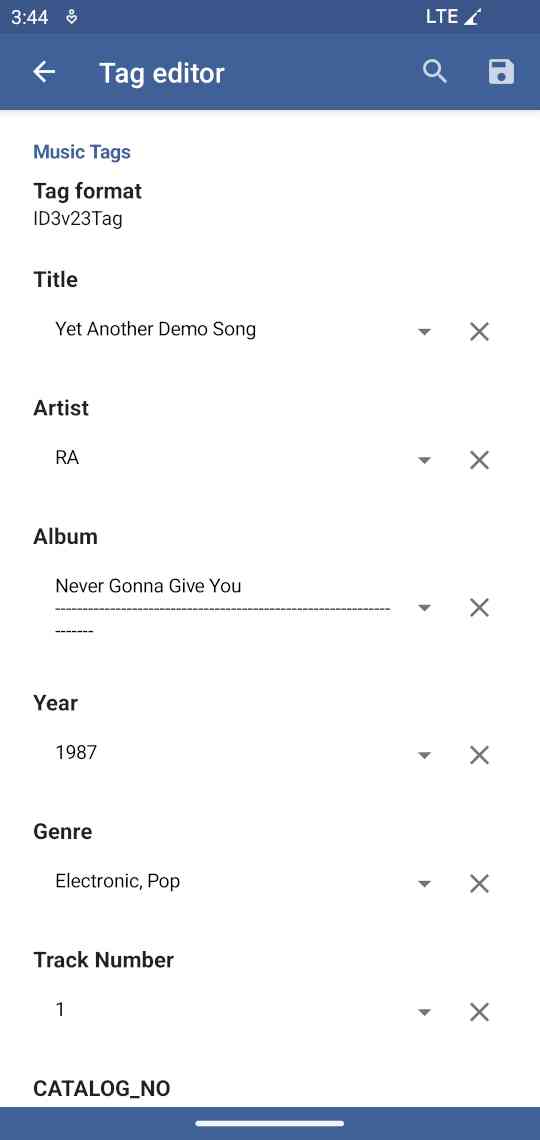 3:44
LTE
Tag editor
Music Tags
Tag format
ID3v23Tag
Title
Yet Another Demo Song
Artist
RA
Album
Never Gonna Give You
-------------------------------------------------------------
-------
Year
1987
Genre
Electronic, Pop
Track Number
1
CATALOG_NO